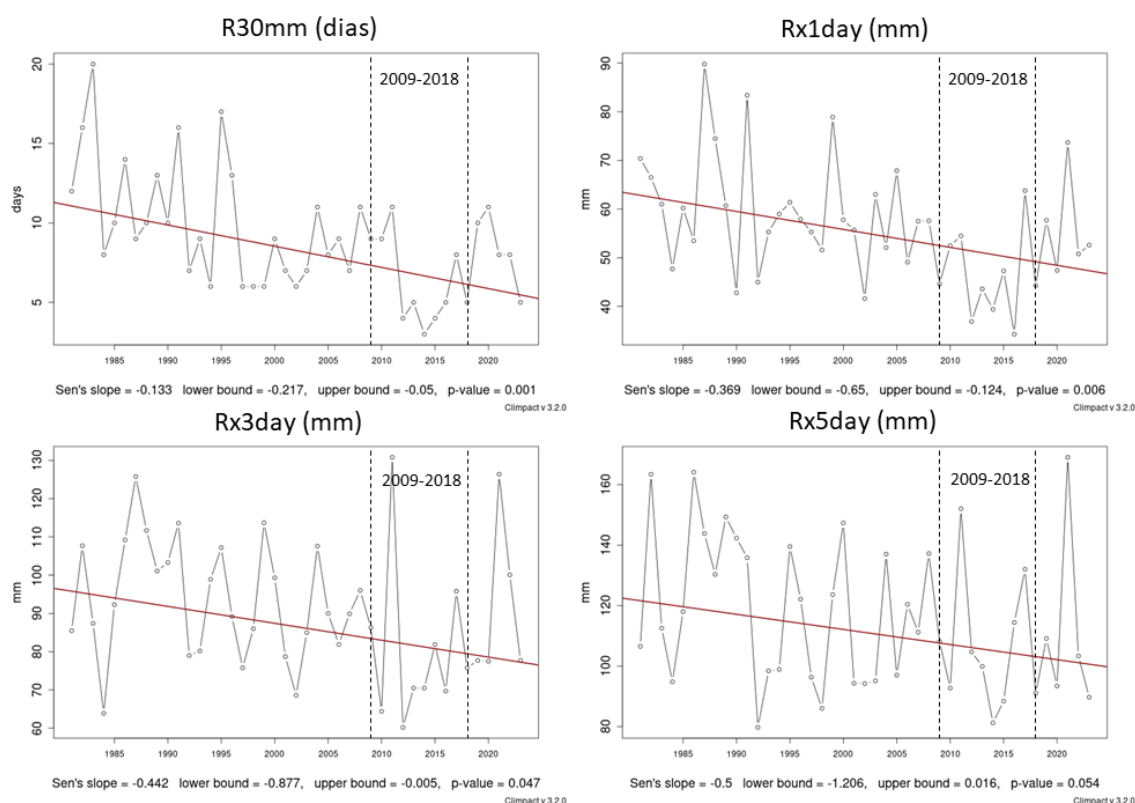 R30mm (dias)
20
15
10
5
days
2009-2018
1985 1990 1995 2000 2005 2010 2015 2020
Sen's slope = -0.133 lower bound = -0.217, upper bound = -0.05, p-value = 0.001
Climpact v 3.2.0
Rx1day (mm)
90
80
70
60
50
40
mm
2009-2018
1985 1990 1995 2000 2005 2010 2015 2020
Sen's slope = -0.369 lower bound = -0.65, upper bound = -0.124, p-value = 0.006
Climpact v 3.2.0
Rx3day (mm)
130
120
110
100
90
80
70
60
mm
2009-2018
1985 1990 1995 2000 2005 2010 2015 2020
Sen's slope = -0.442 lower bound = -0.877, upper bound = -0.005, p-value = 0.047
Climpact v 3.2.0
Rx5day (mm)
160
140
120
100
80
mm
2009-2018
1985 1990 1995 2000 2005 2010 2015 2020
Sen's slope = -0.5 lower bound = -1.206, upper bound = 0.016, p-value = 0.054
Climpact v 3.2.0